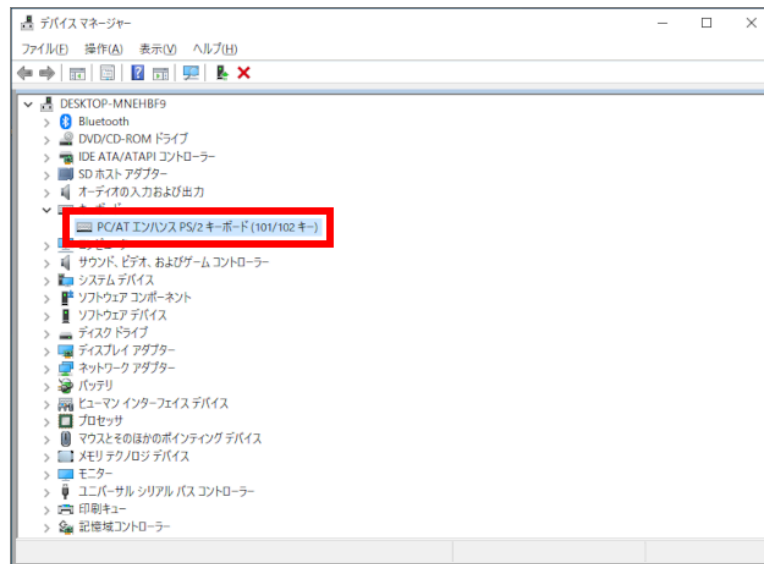 デバイス マネージャー
ファイル(F) 操作(A) 表示(V) ヘルプ(H)
DESKTOP-MNEHBF9
Bluetooth
DVD/CD-ROM ドライブ
IDE ATA/ATAPI コントローラー
SD ホスト アダプター
オーディオの入力および出力
PC/AT エンハンス PS/2 キーボード (101/102 キー)
サウンド、ビデオ、およびゲーム コントローラー
システム デバイス
ソフトウェア コンポーネント
ソフトウェア デバイス
ディスク ドライブ
ディスプレイ アダプター
ネットワーク アダプター
バッテリ
ヒューマン インターフェイス デバイス
プロセッサ
マウスとそのほかのポインティング デバイス
メモリ テクノロジ デバイス
モニター
ユニバーサル シリアル バス コントローラー
印刷キュー
記憶域コントローラー